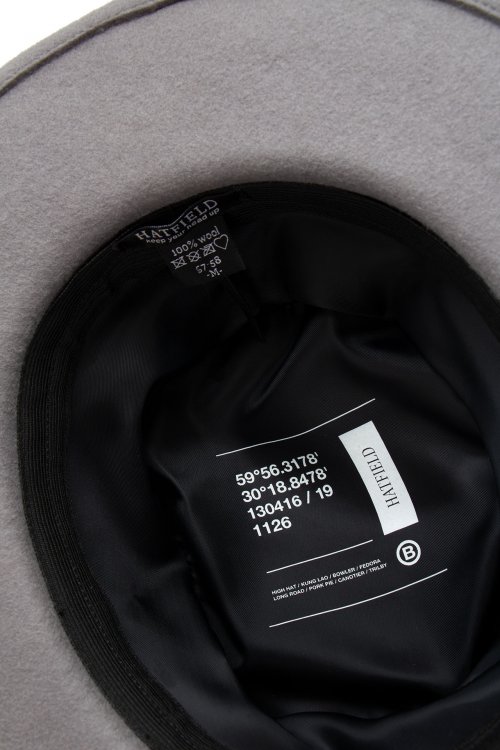 HATFIELD
keep your head up
100% wool
57-58
-M-
59°56.3178'
30°18.8478'
130416 / 19
1126
HATFIELD
B
HIGH HAT / KUNG LAO / BOWLER / FEDORA
LONG ROAD / PORK PIE / CANOTIER / TRILBY